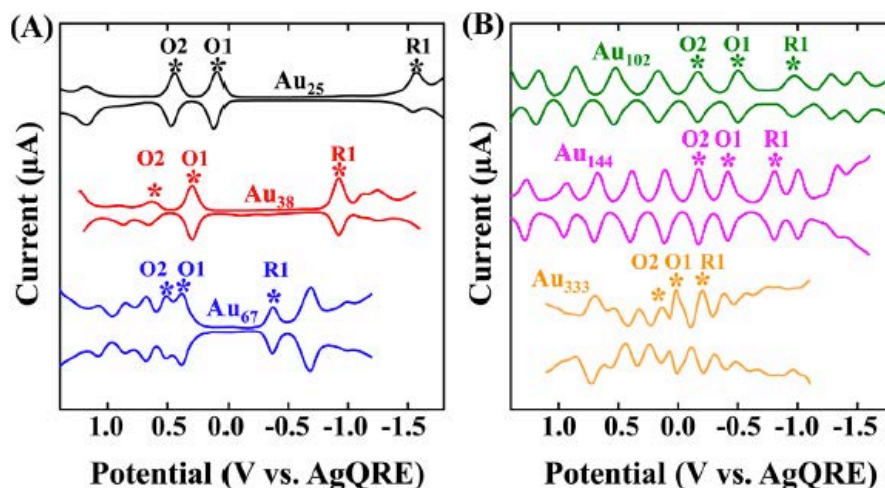 (A)
O2 O1 R1
Au25
O2 O1 R1
Au38
O2 O1 R1
Au67
Current (µA)
1.0 0.5 0.0 -0.5 -1.0 -1.5
Potential (V vs. AgQRE)
(B)
Au102 O2 O1 R1
Au144 O2 O1 R1
O2 O1 R1
Au333
Current (µA)
1.0 0.5 0.0 -0.5 -1.0 -1.5
Potential (V vs. AgQRE)